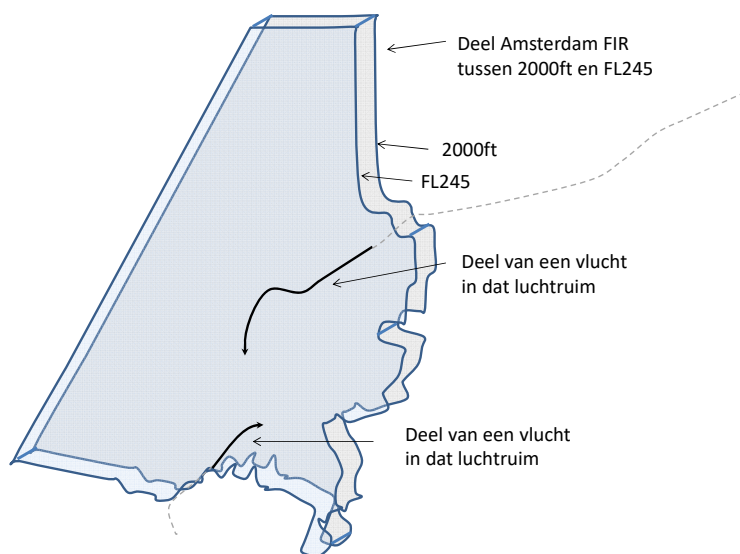 Deel Amsterdam FIR
tussen 2000ft en FL245
2000ft
FL245
Deel van een vlucht
in dat luchtruim
Deel van een vlucht
in dat luchtruim